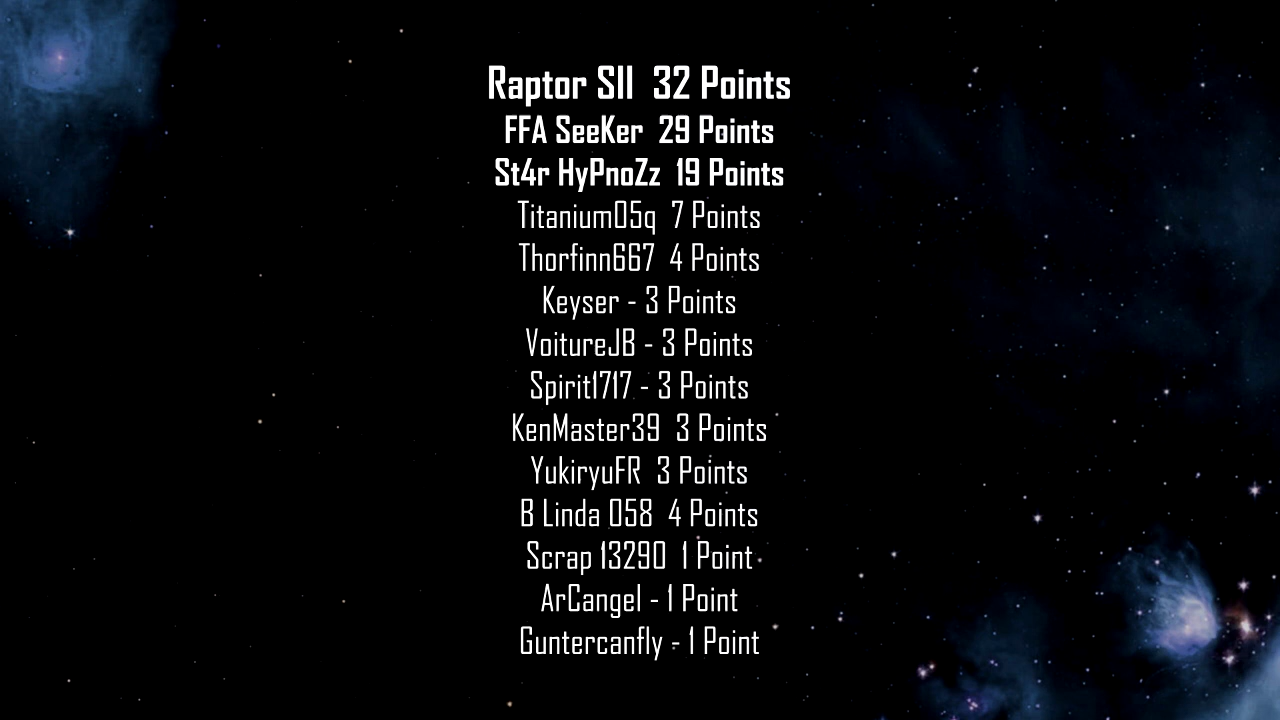 Raptor SII  32 Points
FFA SeeKer  29 Points
St4r HyPnoZz  19 Points
Titanium05q  7 Points
Thorfinn667  4 Points
Keyser - 3 Points
VoitureJB - 3 Points
Spirit1717 - 3 Points
KenMaster39  3 Points
YukiryuFR  3 Points
B Linda 058  4 Points
Scrap 13290  1 Point
ArCangel - 1 Point
Guntercanfly - 1 Point